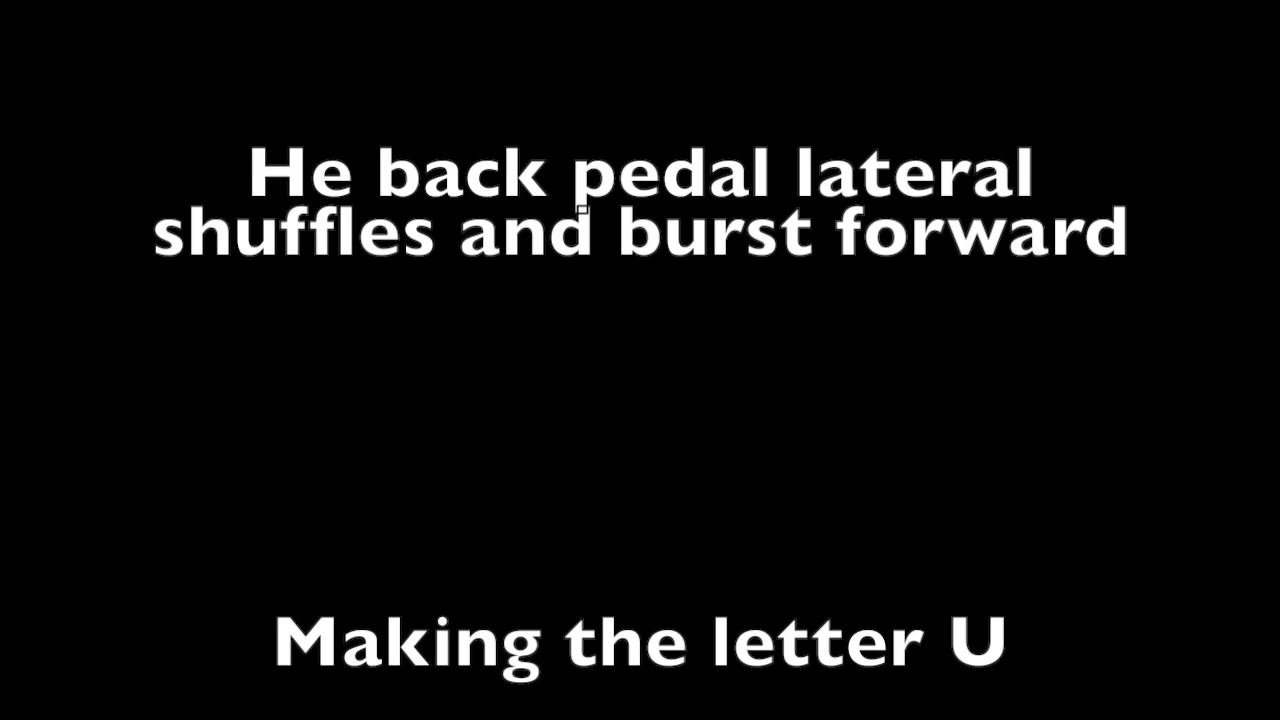 He back pedal lateral
shuffles and burst forward
Making the letter U